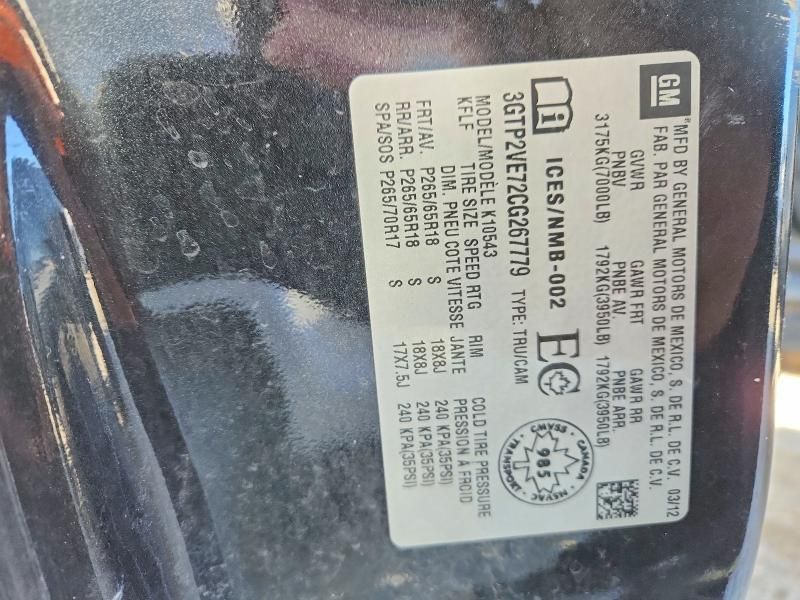 GM
®MFD BY GENERAL MOTORS DE MEXICO, S. DE R.L. DE C.V. 03/12
FAB. PAR GENERAL MOTORS DE MEXICO, S. DE R.L. DE C.V.
GVWR GAWR FRT GAWR RR
PNBV PNBE AV. PNBE ARR.
3175KG(7000LB) 1792KG(3950LB) 1792KG(3950LB)
i ICES/NMB-002 EC
CANADA
CMVSS · NSVAC
985
TRANSPORT
3GTP2VE72CG267779 TYPE: TRU/CAM
MODEL/MODÈLE K10543
KFLF TIRE SIZE SPEED RTG RIM COLD TIRE PRESSURE
DIM. PNEU COTE VITESSE JANTE PRESSION A FROID
FRT/AV. P265/65R18 S 18X8J 240 KPA(35PSI)
RR/ARR. P265/65R18 S 18X8J 240 KPA(35PSI)
SPA/SOS P265/70R17 S 17X7.5J 240 KPA(35PSI)